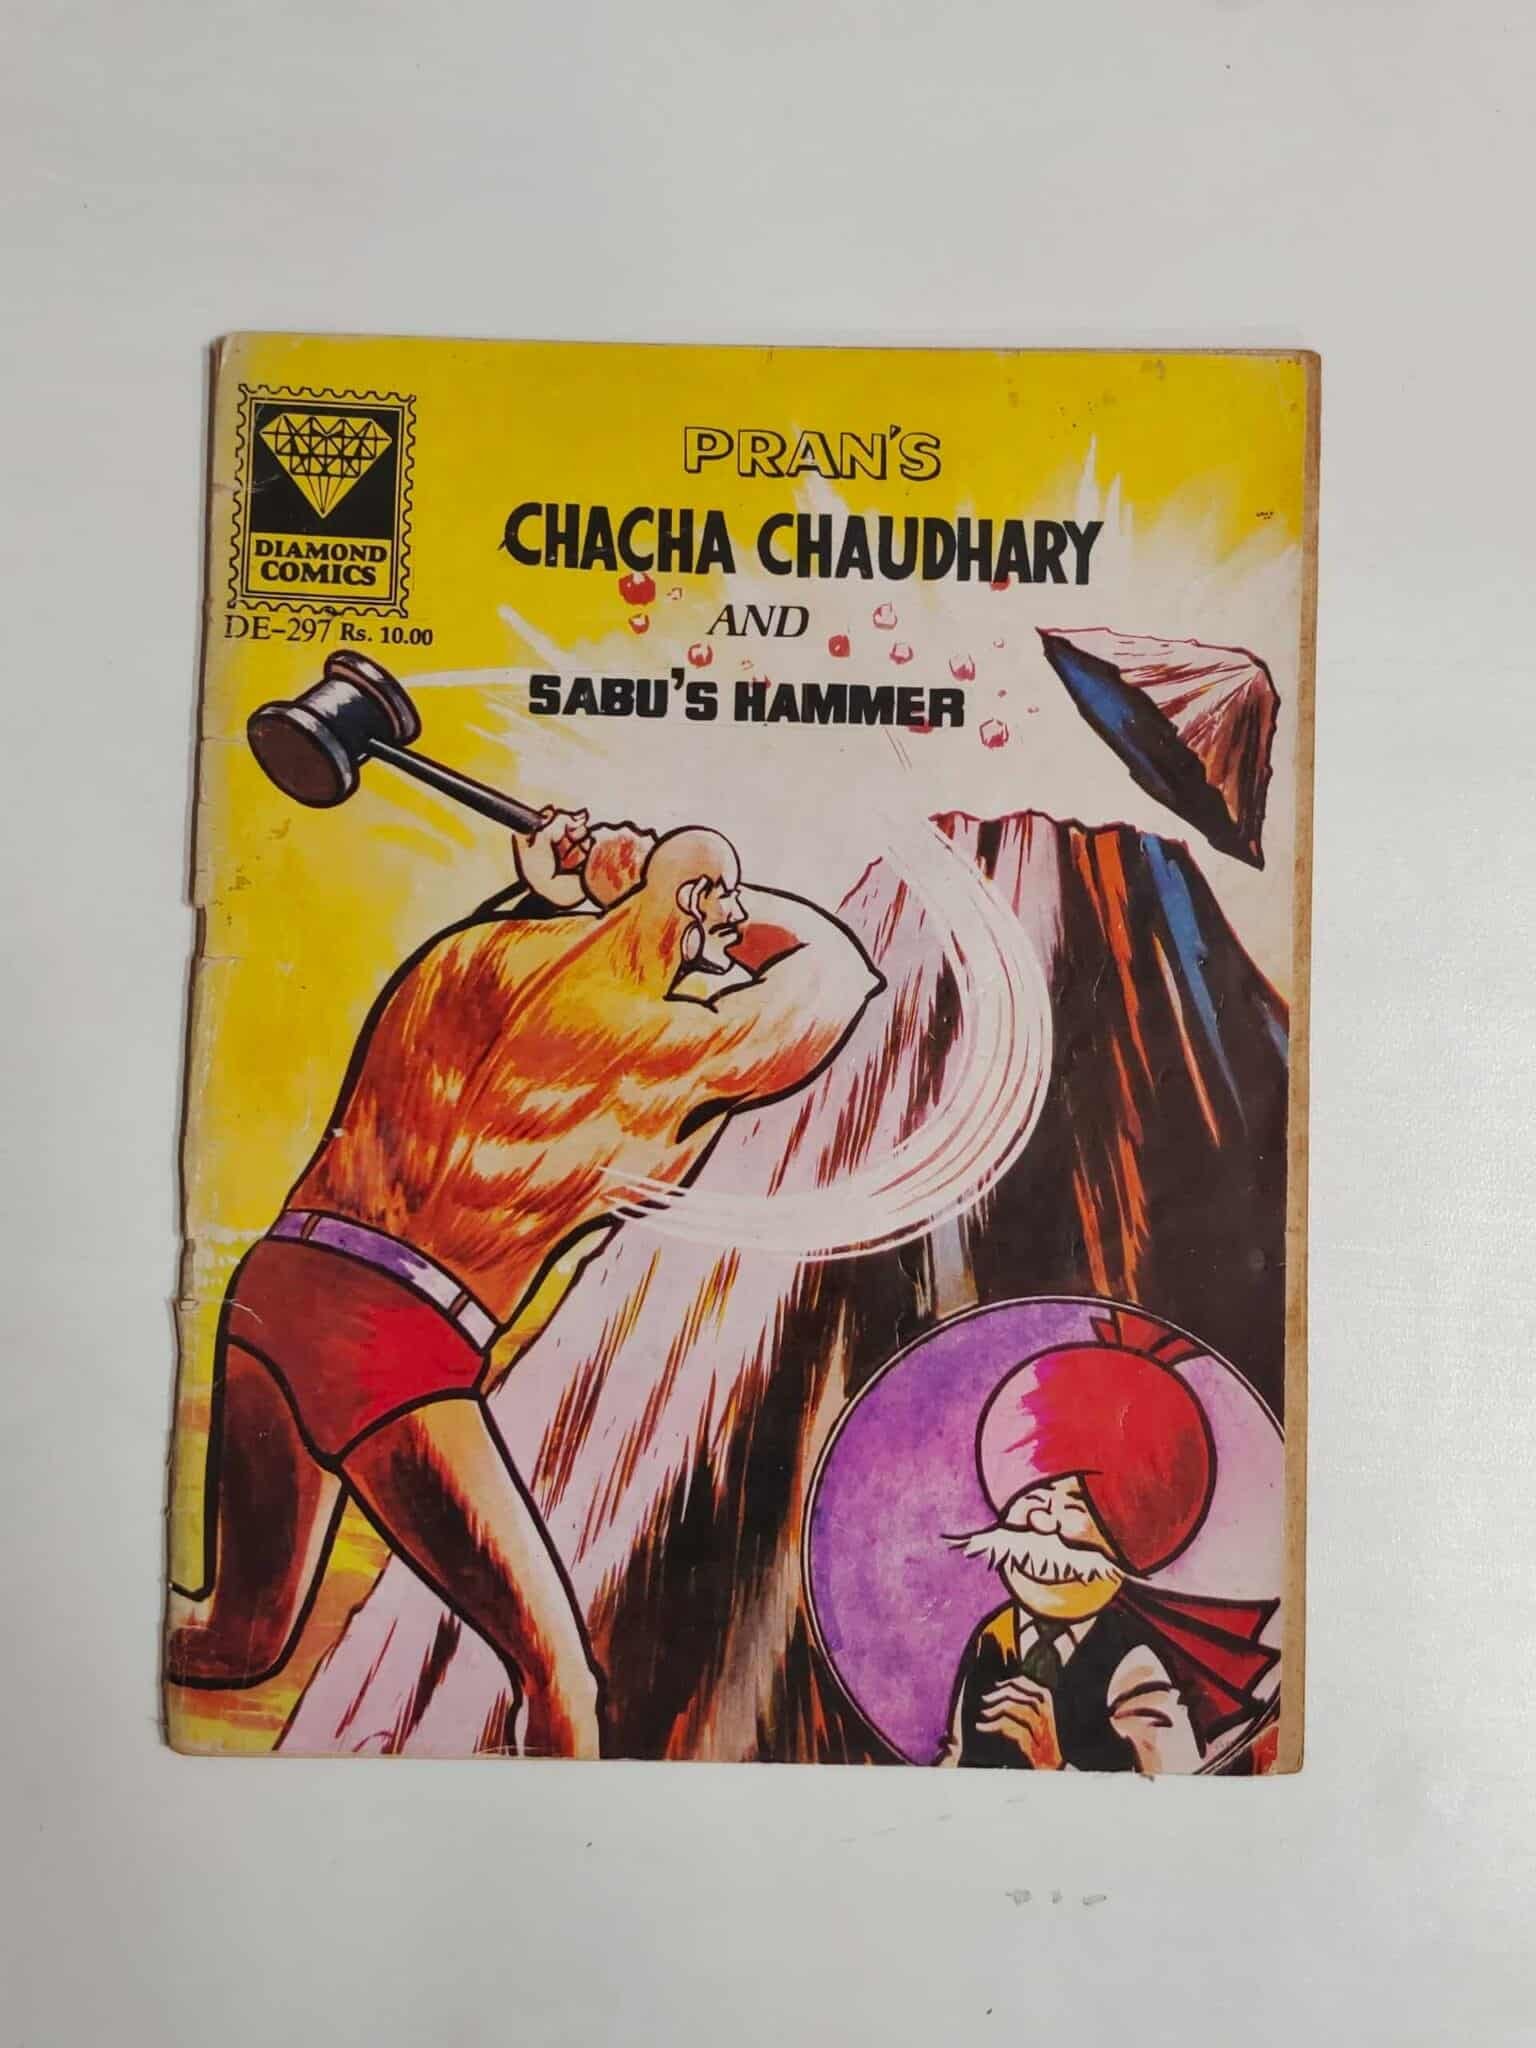 DIAMOND
COMICS
DE-297 Rs. 10.00
PRAN'S
CHACHA CHAUDHARY
AND
SABU'S HAMMER